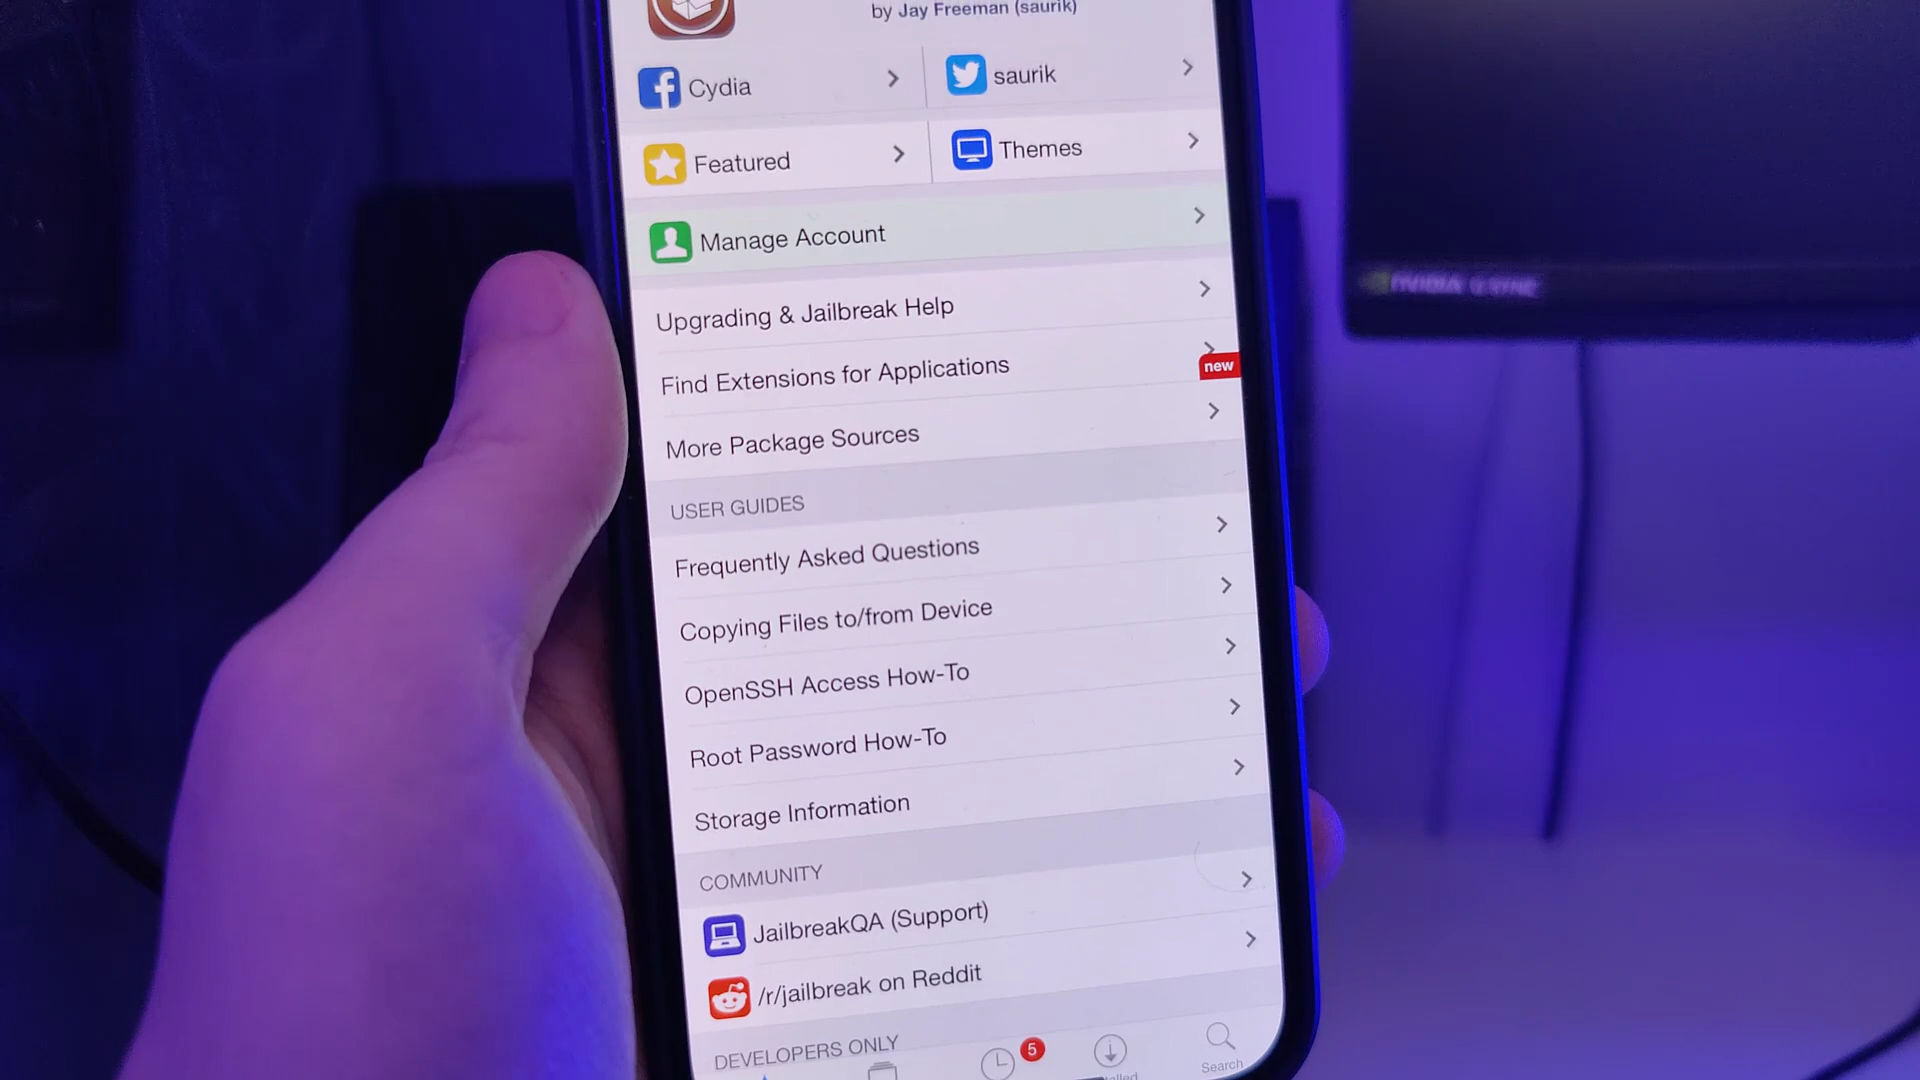 by Jay Freeman (saurik)
Cydia
saurik
Featured
Themes
Manage Account
Upgrading & Jailbreak Help
Find Extensions for Applications
new
More Package Sources
USER GUIDES
Frequently Asked Questions
Copying Files to/from Device
OpenSSH Access How-To
Root Password How-To
Storage Information
COMMUNITY
JailbreakQA (Support)
/r/jailbreak on Reddit
DEVELOPERS ONLY
5
Search
NVIDIA G-SYNC